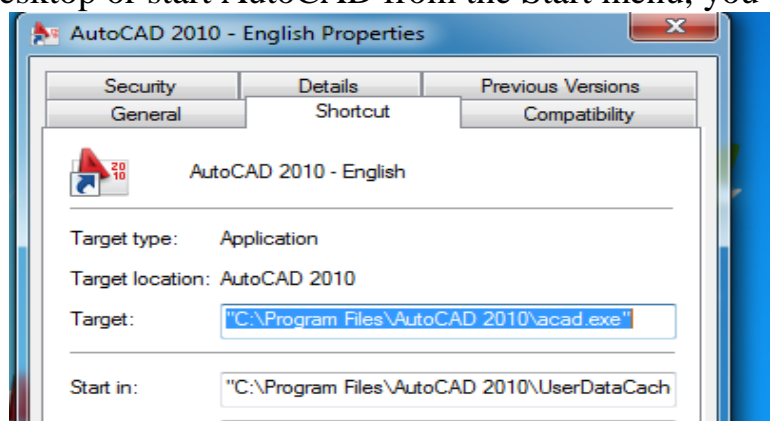 esktop or start AutoCAD from the Start menu, you
AutoCAD 2010 - English Properties
Security Details Previous Versions
General Shortcut Compatibility
20
10
AutoCAD 2010 - English
Target type: Application
Target location: AutoCAD 2010
Target: "C:\Program Files\AutoCAD 2010\acad.exe"
Start in: "C:\Program Files\AutoCAD 2010\UserDataCach